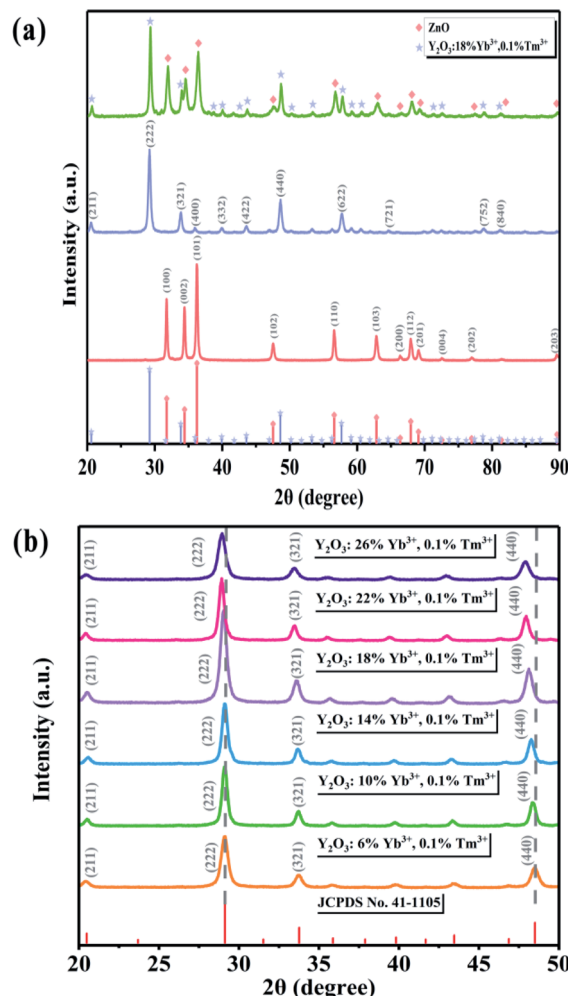 (a)
ZnO
Y₂O₃:18%Yb³⁺,0.1%Tm³⁺
Intensity (a.u.)
(211) (222) (321) (400) (332) (422) (440) (622) (721) (752) (840)
(100) (002) (101) (102) (110) (103) (200) (112) (201) (004) (202) (203)
20 30 40 50 60 70 80 90
2θ (degree)
(b)
Intensity (a.u.)
Y₂O₃: 26% Yb³⁺, 0.1% Tm³⁺
(211) (222) (321) (440)
Y₂O₃: 22% Yb³⁺, 0.1% Tm³⁺
(211) (222) (321) (440)
Y₂O₃: 18% Yb³⁺, 0.1% Tm³⁺
(211) (222) (321) (440)
Y₂O₃: 14% Yb³⁺, 0.1% Tm³⁺
(211) (222) (321) (440)
Y₂O₃: 10% Yb³⁺, 0.1% Tm³⁺
(211) (222) (321) (440)
Y₂O₃: 6% Yb³⁺, 0.1% Tm³⁺
(211) (222) (321) (440)
JCPDS No. 41-1105
20 25 30 35 40 45 50
2θ (degree)